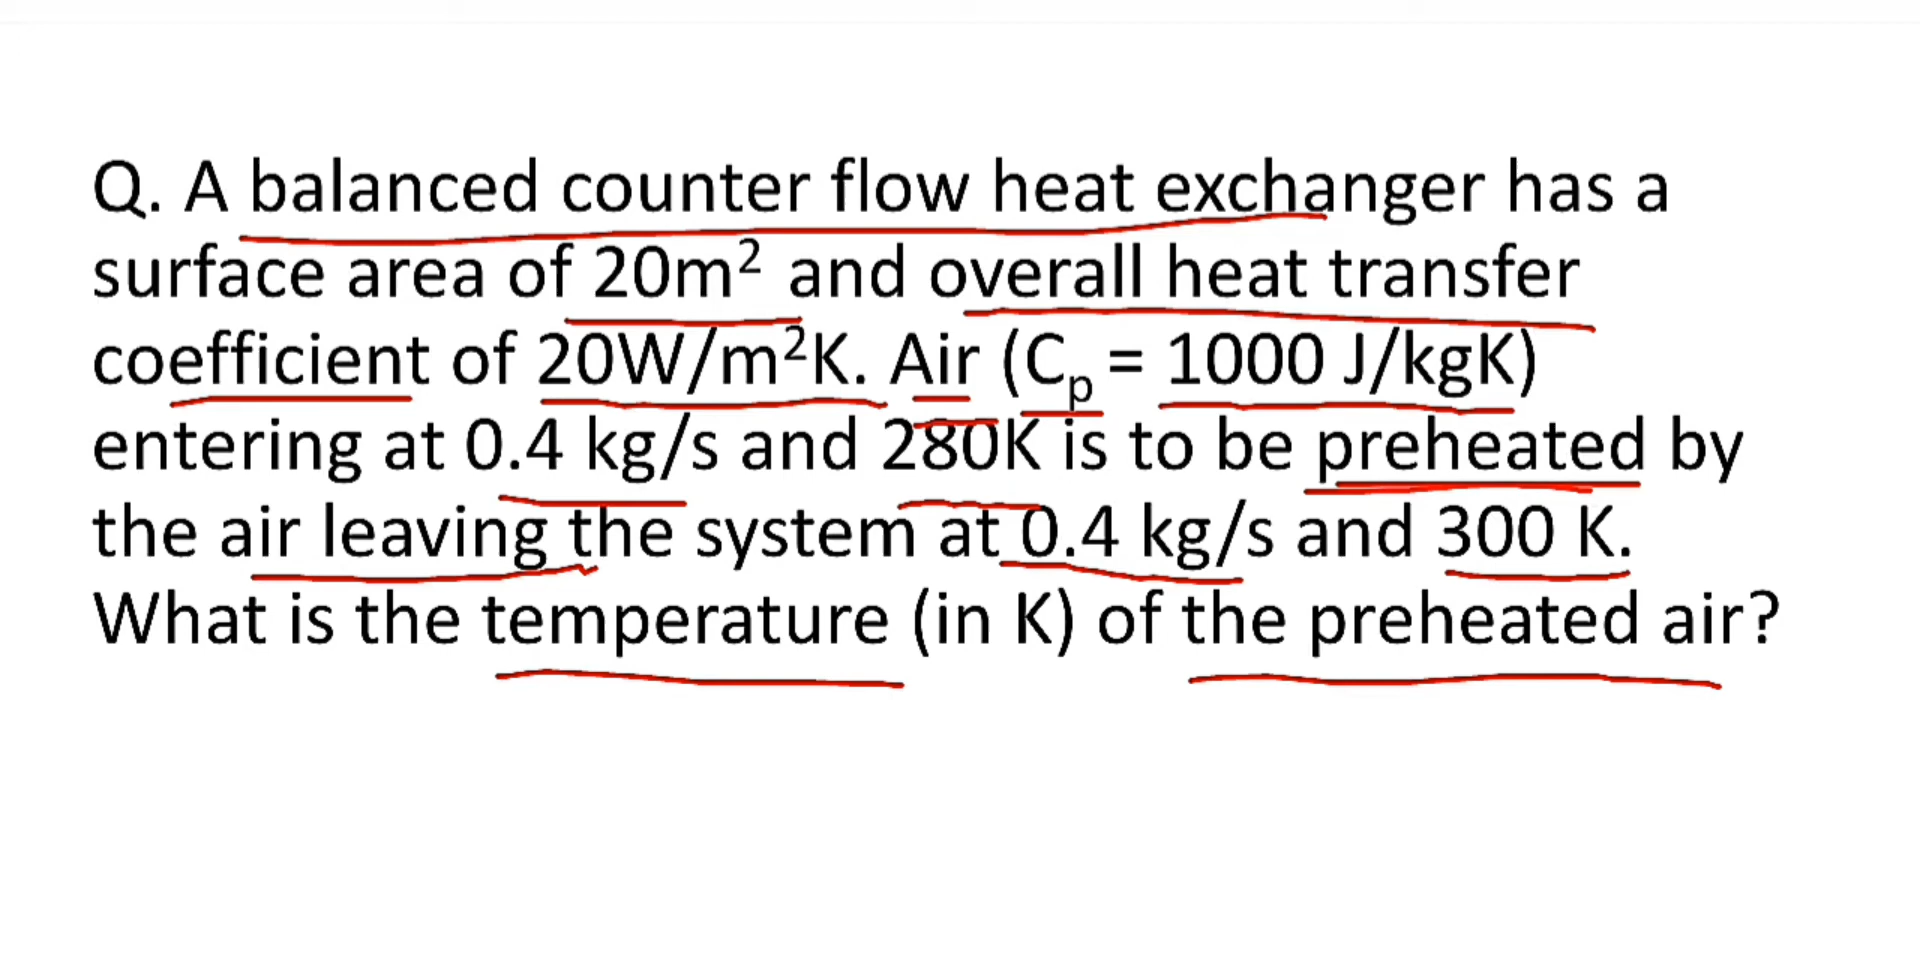 Q. A balanced counter flow heat exchanger has a
surface area of 20m² and overall heat transfer
coefficient of 20W/m²K. Air (Cₚ = 1000 J/kgK)
entering at 0.4 kg/s and 280K is to be preheated by
the air leaving the system at 0.4 kg/s and 300 K.
What is the temperature (in K) of the preheated air?